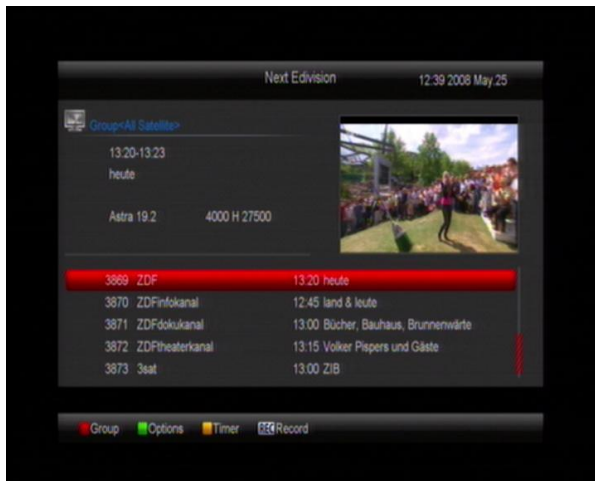 Next Edivision 12:39 2008 May.25
Group<All Satellite>
13:20-13:23
heute
Astra 19.2 4000 H 27500
3869 ZDF 13:20 heute
3870 ZDFinfokanal 12:45 land & leute
3871 ZDFdokukanal 13:00 Bücher, Bauhaus, Brunnenwärte
3872 ZDFtheaterkanal 13:15 Volker Pispers und Gäste
3873 3sat 13:00 ZIB
Group Options Timer REC Record